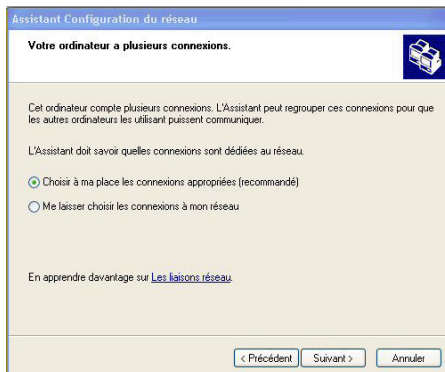 Assistant Configuration du réseau
Votre ordinateur a plusieurs connexions.
Cet ordinateur compte plusieurs connexions. L'Assistant peut regrouper ces connexions pour que
les autres ordinateurs les utilisant puissent communiquer.
L'Assistant doit savoir quelles connexions sont dédiées au réseau.
Choisir à ma place les connexions appropriées (recommandé)
Me laisser choisir les connexions à mon réseau
En apprendre davantage sur Les liaisons réseau.
< Précédent Suivant > Annuler